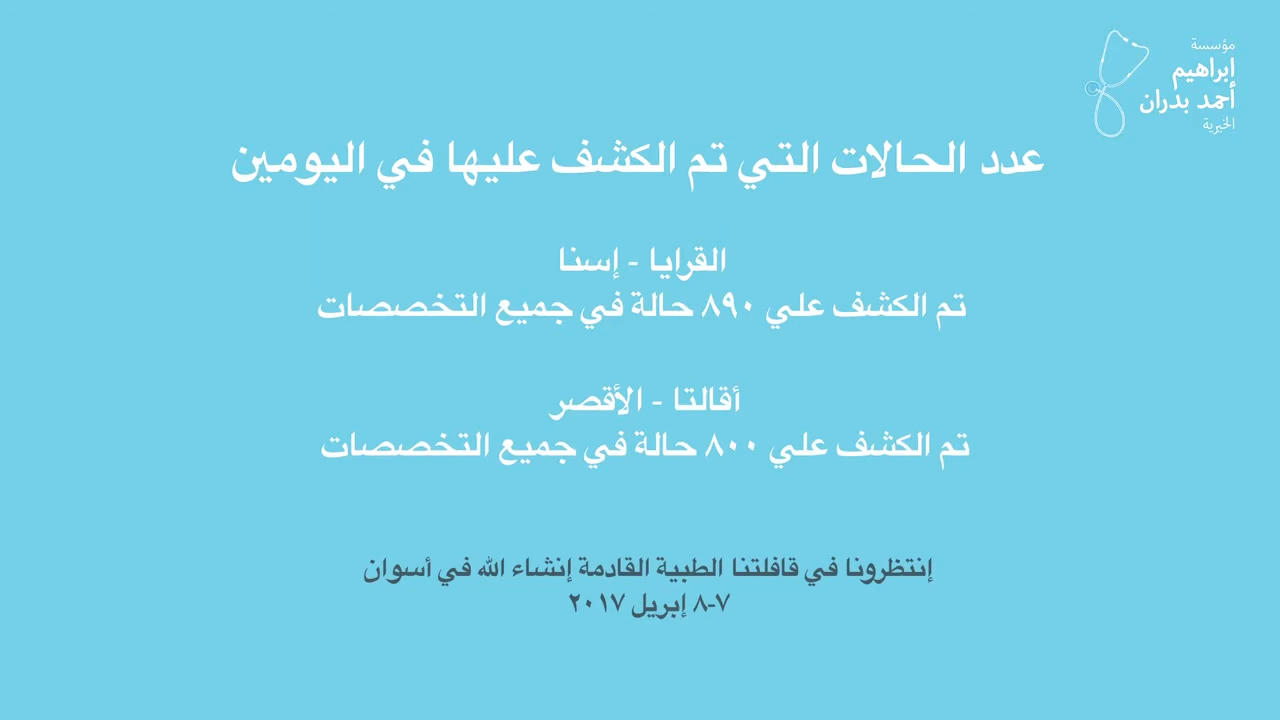 مؤسسة
إبراهيم
أحمد بدران
الخيرية
عدد الحالات التي تم الكشف عليها في اليومين
القرايا - إسنا
تم الكشف علي ٨٩٠ حالة في جميع التخصصات
أقالتا - الأقصر
تم الكشف علي ٨٠٠ حالة في جميع التخصصات
إنتظرونا في قافلتنا الطبية القادمة إنشاء الله في أسوان
٧-٨ إبريل ٢٠١٧